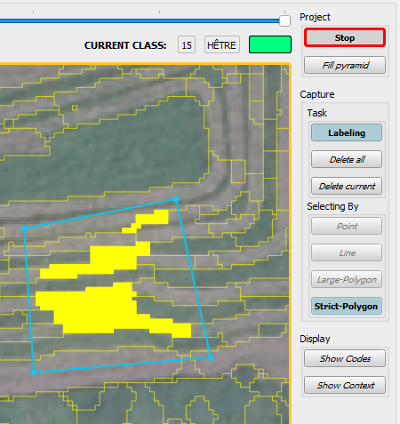 Project
Stop
CURRENT CLASS: 15 HÊTRE
Fill pyramid
Capture
Task
Labeling
Delete all
Delete current
Selecting By
Point
Line
Large-Polygon
Strict-Polygon
Display
Show Codes
Show Context